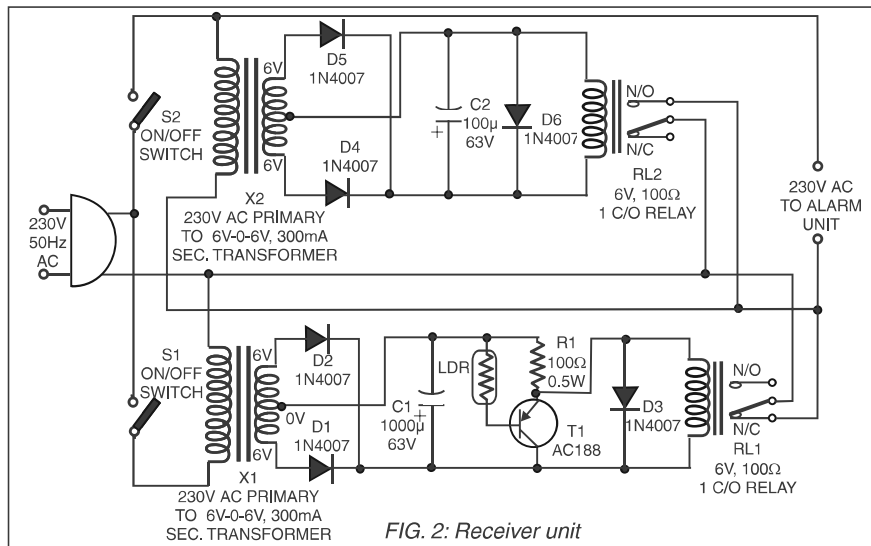 6V
D5
1N4007
S2
ON/OFF
SWITCH
6V
D4
1N4007
C2
100µ
63V
+
D6
1N4007
N/O
N/C
RL2
6V, 100Ω
1 C/O RELAY
230V AC
TO ALARM
UNIT
X2
230V AC PRIMARY
TO 6V-0-6V, 300mA
SEC. TRANSFORMER
230V
50Hz
AC
S1
ON/OFF
SWITCH
6V
D2
1N4007
0V
D1
1N4007
6V
C1
1000µ
63V
+
LDR
R1
100Ω
0.5W
T1
AC188
D3
1N4007
N/O
N/C
RL1
6V, 100Ω
1 C/O RELAY
X1
230V AC PRIMARY
TO 6V-0-6V, 300mA
SEC. TRANSFORMER
FIG. 2: Receiver unit